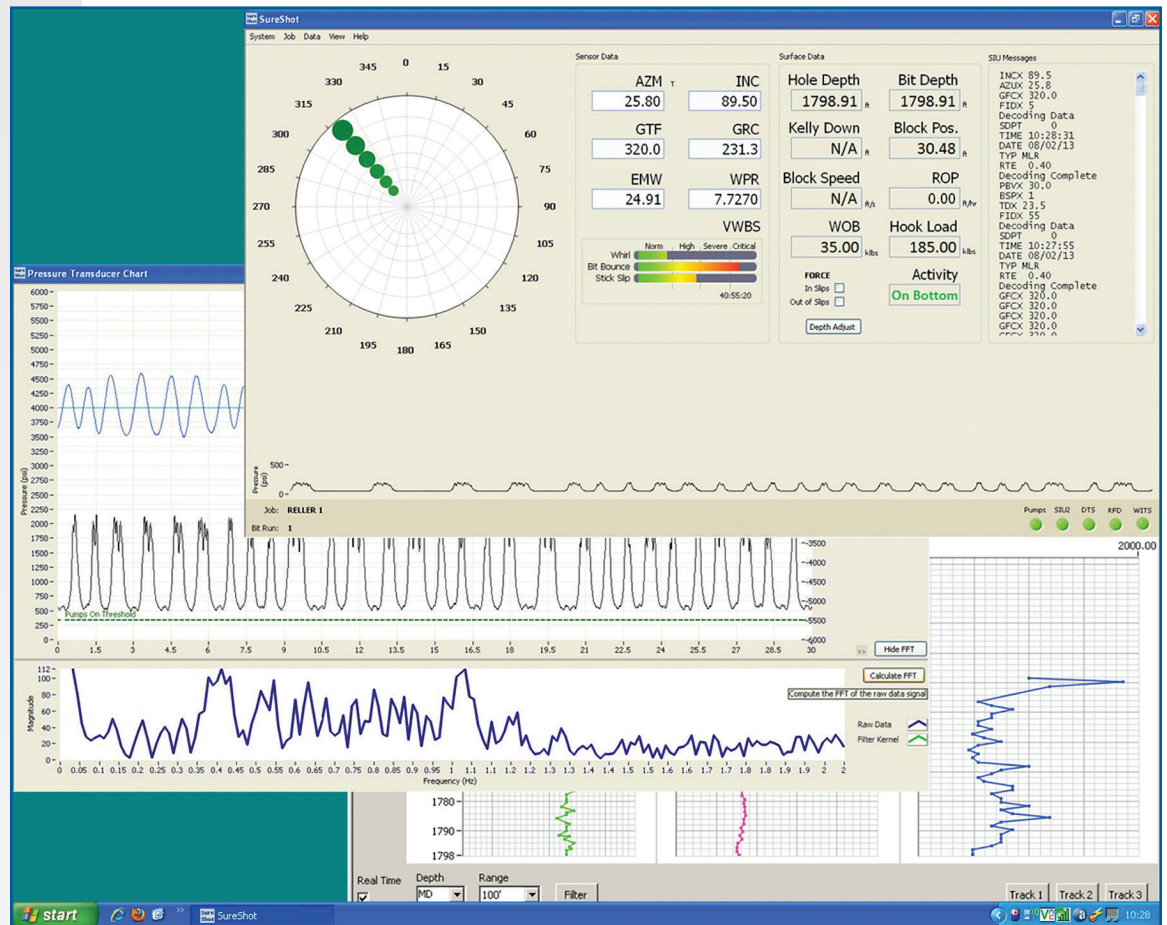 SureShot
System Job Data View Help
0
15
30
45
60
75
90
105
120
135
150
165
180
195
210
225
240
255
270
285
300
315
330
345
Sensor Data
AZM T INC
25.80 89.50
GTF GRC
320.0 231.3
EMW WPR
24.91 7.7270
VWBS
Norm High Severe Critical
Whirl
Bit Bounce
Stick Slip
40:55:20
Surface Data
Hole Depth Bit Depth
1798.91 ft 1798.91 ft
Kelly Down Block Pos.
N/A ft 30.48 ft
Block Speed ROP
N/A ft/s 0.00 ft/hr
WOB Hook Load
35.00 klbs 185.00 klbs
FORCE
In Slips
Out of Slips
Activity
On Bottom
Depth Adjust
SIU Messages
INCX 89.5
AZUX 25.8
GFCX 320.0
FIDX 5
Decoding Data
SDPT 0
TIME 10:28:31
DATE 08/02/13
TYP MLR
RTE 0.40
Decoding Complete
PBVX 30.0
BSPX 1
TDX 23.5
FIDX 55
Decoding Data
SDPT 0
TIME 10:27:55
DATE 08/02/13
TYP MLR
RTE 0.40
Decoding Complete
GFCX 320.0
GFCX 320.0
GFCX 320.0
GFCX 320.0
GFCX 320.0
Pressure (psi)
500
0
Job: RELLER 1
Bit Run: 1
Pumps SIU2 DTS RFD WITS
Pressure Transducer Chart
Pressure (psi)
6000
5750
5500
5250
5000
4750
4500
4250
4000
3750
3500
3250
3000
2750
2500
2250
2000
1750
1500
1250
1000
750
500
250
0
Pumps On Threshold
-3500
-4000
-4500
-5000
-5500
-6000
0 1.5 3 4.5 6 7.5 9 10.5 12 13.5 15 16.5 18 19.5 21 22.5 24 25.5 27 28.5 30
>> Hide FFT
Calculate FFT
Compute the FFT of the raw data signal
Raw Data
Filter Kernel
Magnitude
112
100
80
60
40
20
0
0 0.05 0.1 0.15 0.2 0.25 0.3 0.35 0.4 0.45 0.5 0.55 0.6 0.65 0.7 0.75 0.8 0.85 0.9 0.95 1 1.1 1.1 1.2 1.2 1.3 1.3 1.4 1.4 1.5 1.5 1.6 1.6 1.7 1.7 1.8 1.8 1.9 1.9 2 2
Frequency (Hz)
2000.00
1780
1790
1798
Real Time
Depth Range
MD 100' Filter
Track 1 Track 2 Track 3
start
SureShot
10:28